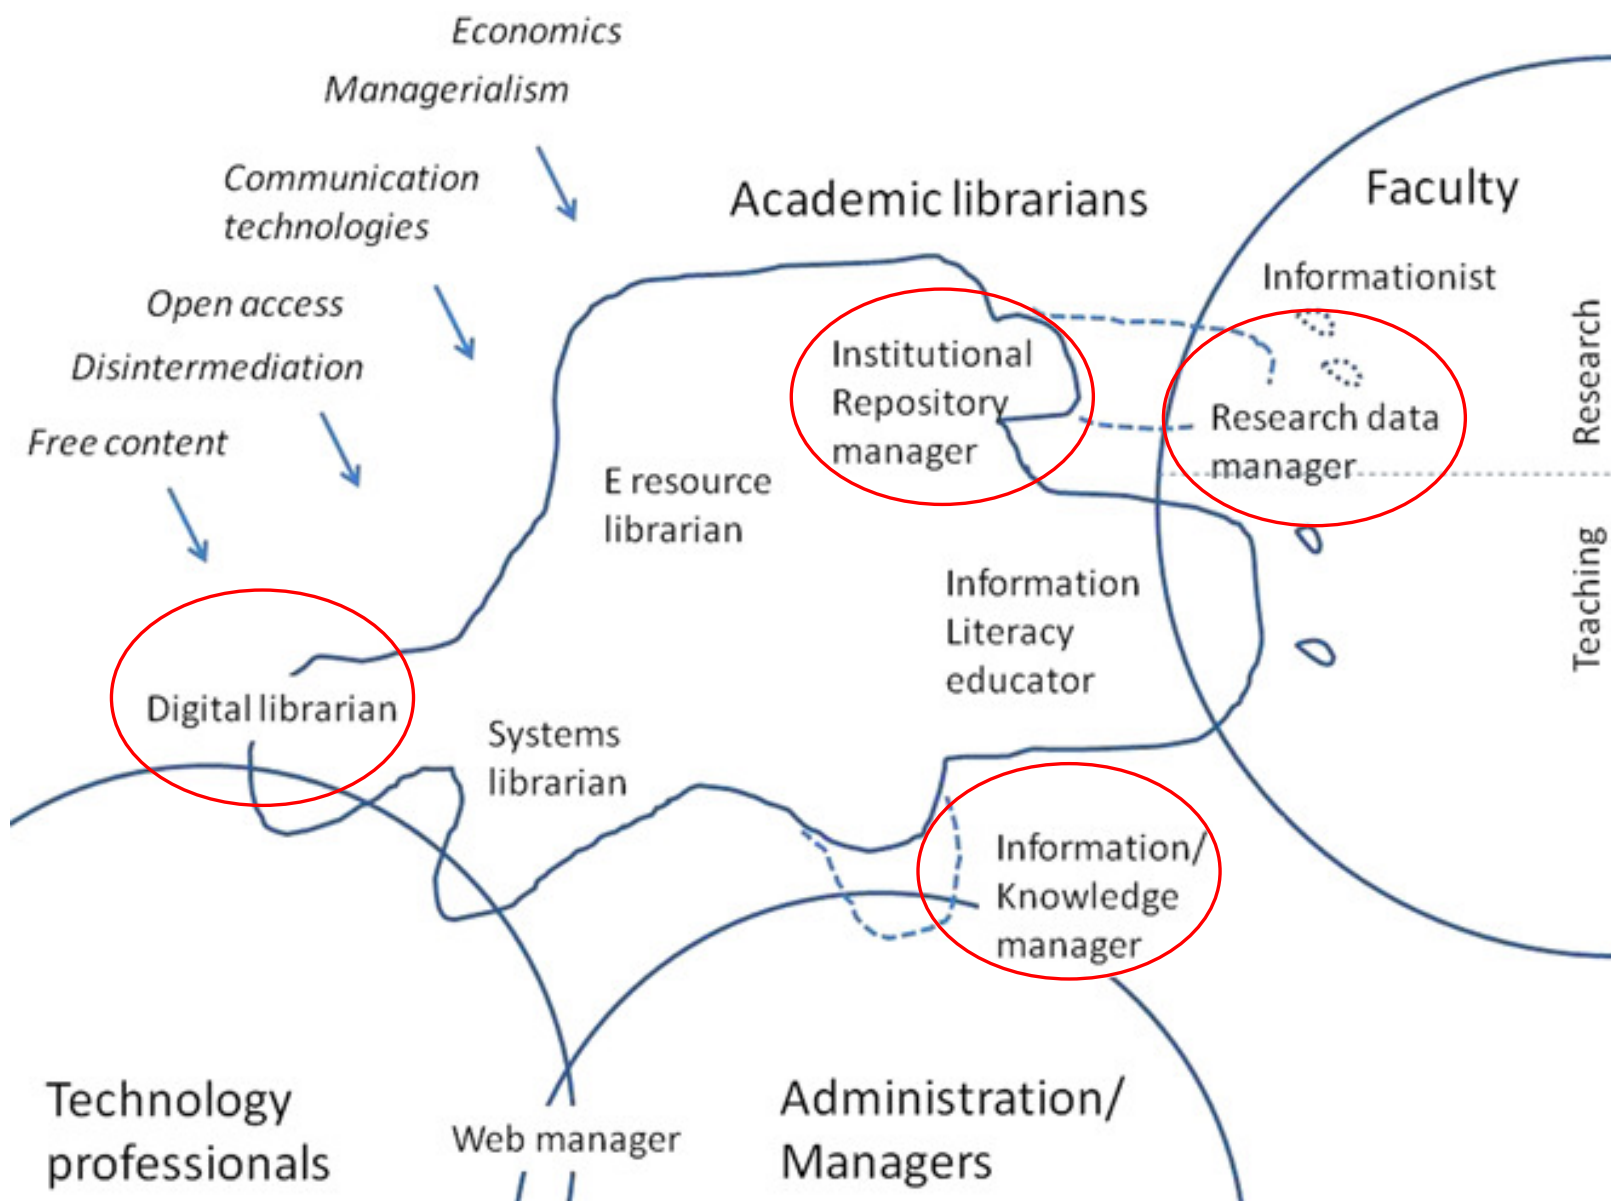 Economics
Managerialism
Communication
technologies
Open access
Disintermediation
Free content
Academic librarians
Faculty
Informationist
Research
Institutional
Repository
manager
Research data
manager
E resource
librarian
Teaching
Information
Literacy
educator
Digital librarian
Systems
librarian
Information/
Knowledge
manager
Technology
professionals
Web manager
Administration/
Managers